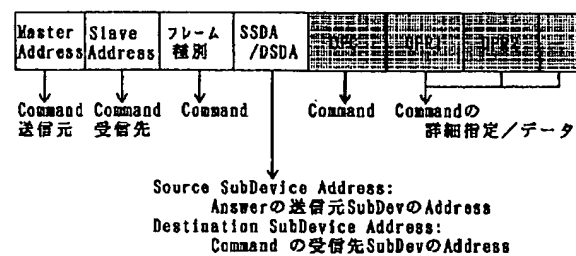 Master Address
Slave Address
フレーム 種別
SSDA /DSDA
OPC
OPR1
OPR2
Command 送信元
Command 受信先
Command
Command
Commandの 詳細指定/データ
Source SubDevice Address:
Answerの送信元SubDevのAddress
Destination SubDevice Address:
Command の受信先SubDevのAddress